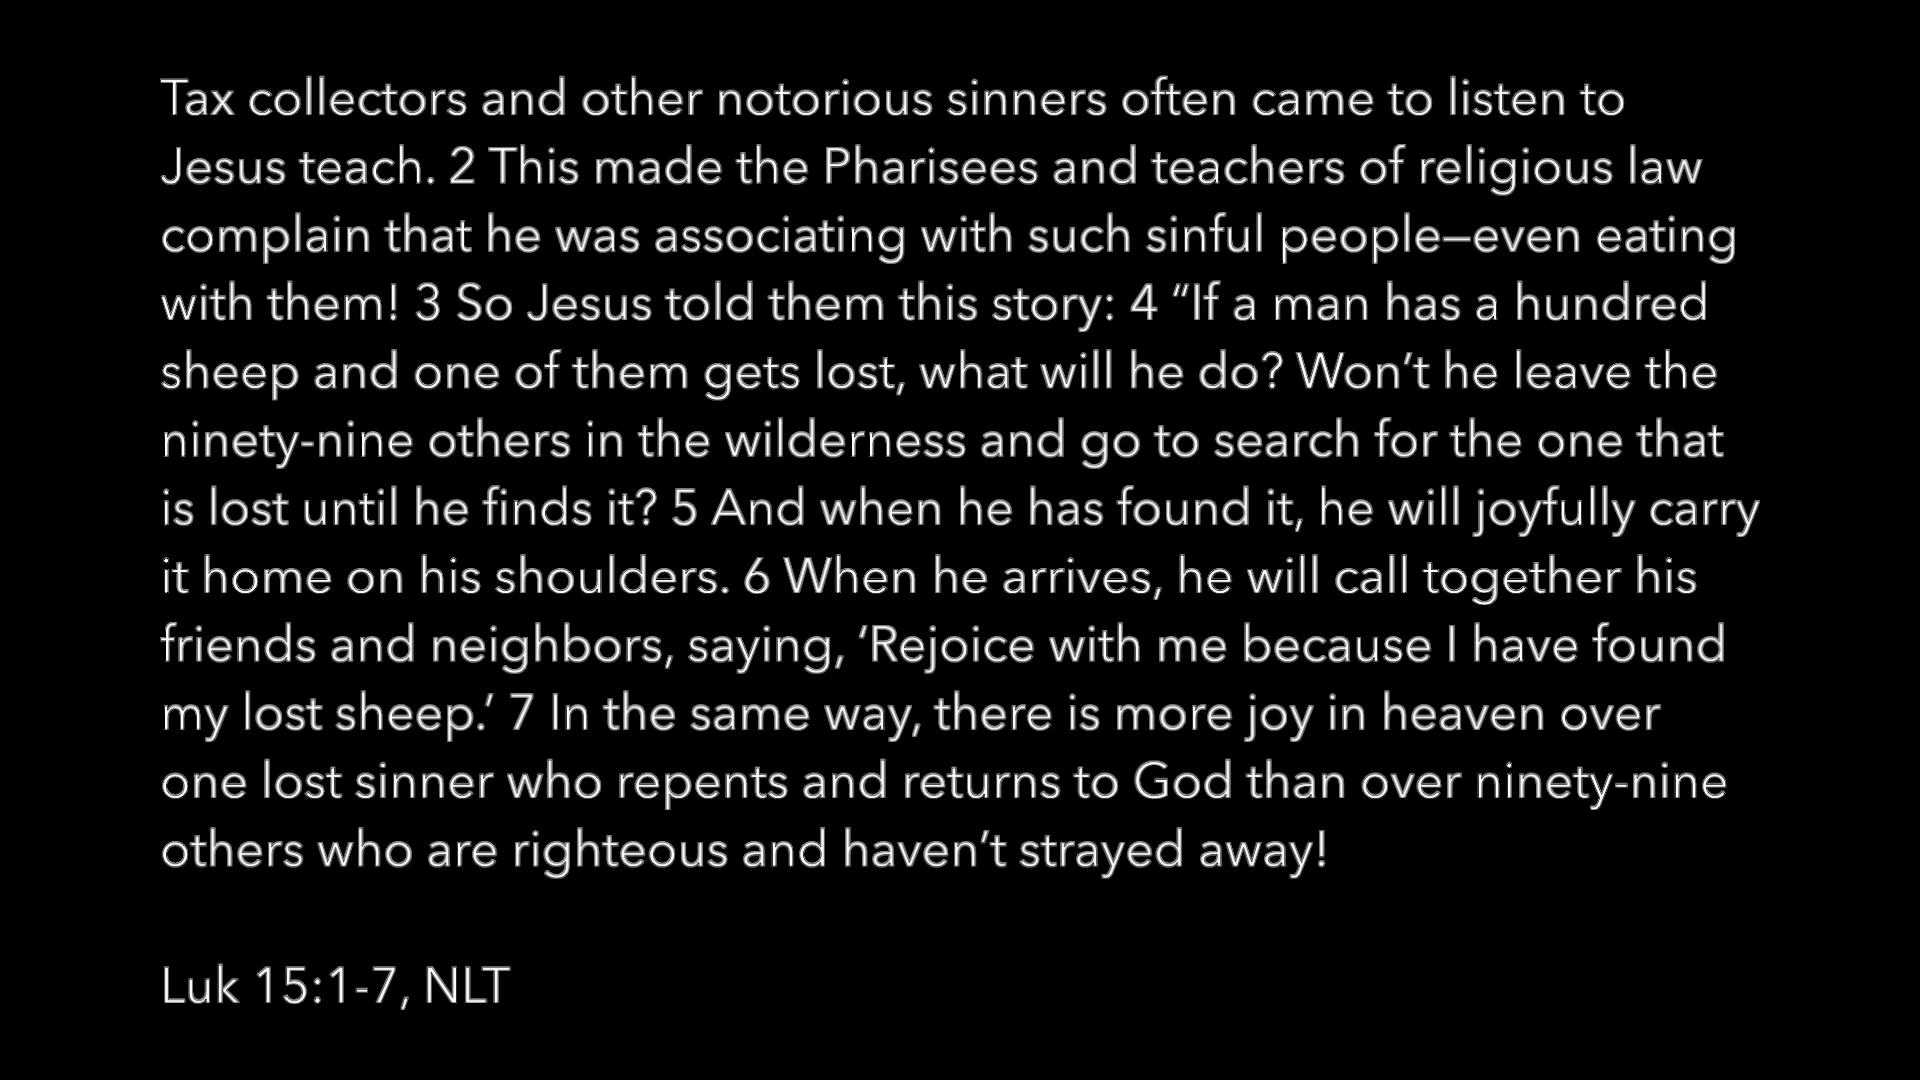 Tax collectors and other notorious sinners often came to listen to
Jesus teach. 2 This made the Pharisees and teachers of religious law
complain that he was associating with such sinful people—even eating
with them! 3 So Jesus told them this story: 4 “If a man has a hundred
sheep and one of them gets lost, what will he do? Won’t he leave the
ninety-nine others in the wilderness and go to search for the one that
is lost until he finds it? 5 And when he has found it, he will joyfully carry
it home on his shoulders. 6 When he arrives, he will call together his
friends and neighbors, saying, ‘Rejoice with me because I have found
my lost sheep.’ 7 In the same way, there is more joy in heaven over
one lost sinner who repents and returns to God than over ninety-nine
others who are righteous and haven’t strayed away!
Luk 15:1-7, NLT